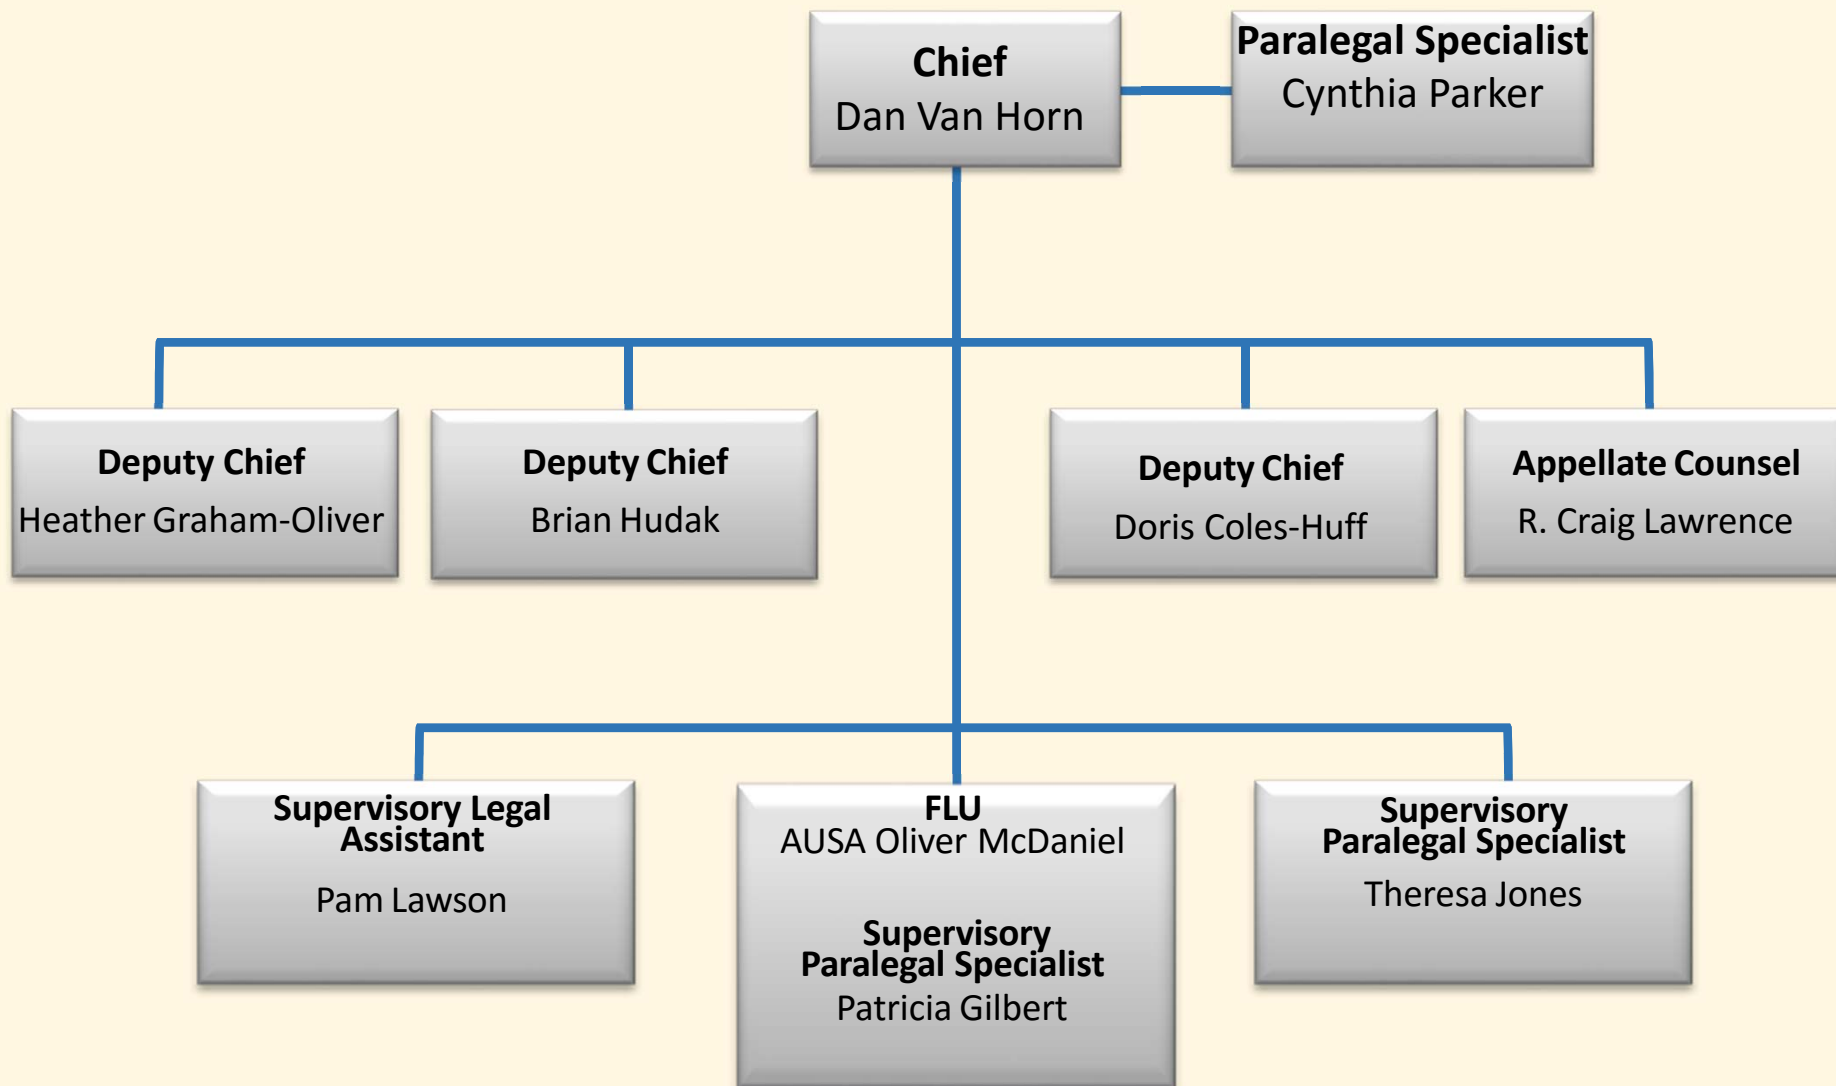 Chief
Dan Van Horn
Paralegal Specialist
Cynthia Parker
Deputy Chief
Heather Graham-Oliver
Deputy Chief
Brian Hudak
Deputy Chief
Doris Coles-Huff
Appellate Counsel
R. Craig Lawrence
Supervisory Legal
Assistant
Pam Lawson
FLU
AUSA Oliver McDaniel
Supervisory
Paralegal Specialist
Patricia Gilbert
Supervisory
Paralegal Specialist
Theresa Jones